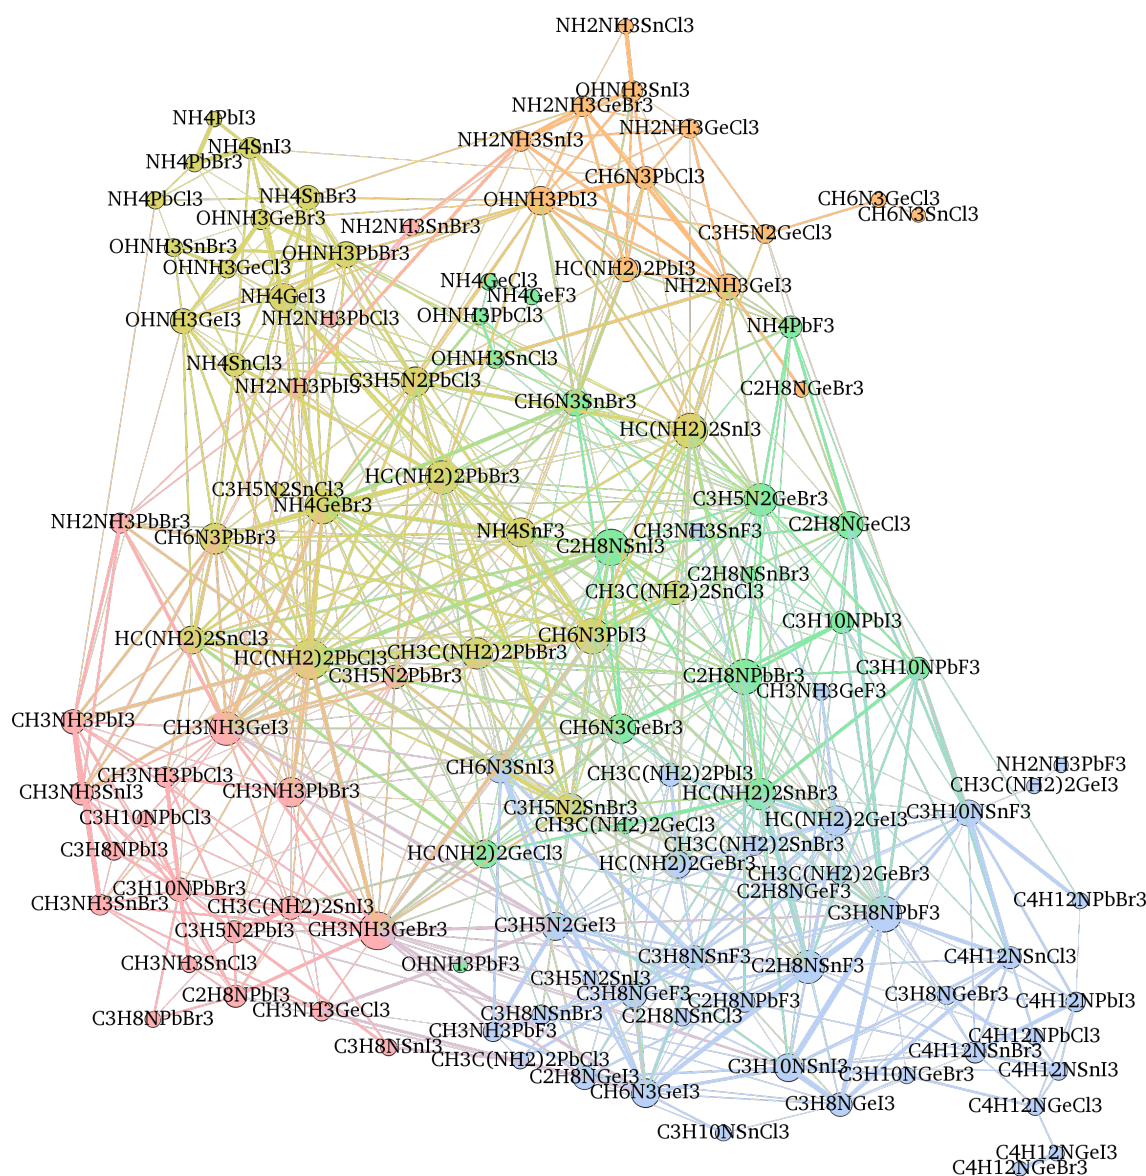 NH2NH3SnCl3
OHNH3SnI3
NH2NH3GeBr3
NH4PbI3
NH2NH3GeCl3
NH2NH3SnI3
NH4SnI3
NH4PbBr3
CH6N3PbCl3
NH4PbCl3
NH4SnBr3
OHNH3PbI3
CH6N3GeCl3
CH6N3SnCl3
OHNH3GeBr3
NH2NH3SnBr3
C3H5N2GeCl3
OHNH3SnBr3
OHNH3PbBr3
OHNH3GeCl3
HC(NH2)2PbI3
NH4GeCl3
NH2NH3GeI3
NH4GeI3
NH4GeF3
OHNH3GeI3
NH2NH3PbCl3
OHNH3PbCl3
NH4PbF3
OHNH3SnCl3
NH4SnCl3
C3H5N2PbCl3
NH2NH3PbI3
C2H8NGeBr3
CH6N3SnBr3
HC(NH2)2SnI3
HC(NH2)2PbBr3
C3H5N2SnCl3
C3H5N2GeBr3
NH4GeBr3
NH2NH3PbBr3
C2H8NGeCl3
CH6N3PbBr3
NH4SnF3
CH3NH3SnF3
C2H8NSnI3
C2H8NSnBr3
CH3C(NH2)2SnCl3
C3H10NPbI3
HC(NH2)2SnCl3
CH6N3PbI3
CH3C(NH2)2PbBr3
HC(NH2)2PbCl3
C3H10NPbF3
C3H5N2PbBr3
C2H8NPbBr3
CH3NH3GeF3
CH3NH3PbI3
CH3NH3GeI3
CH6N3GeBr3
CH6N3SnI3
NH2NH3PbF3
CH3NH3PbCl3
CH3C(NH2)2PbI3
CH3C(NH2)2GeI3
CH3NH3SnI3
CH3NH3PbBr3
HC(NH2)2SnBr3
C3H5N2SnBr3
C3H10NSnF3
C3H10NPbCl3
CH3C(NH2)2GeCl3
HC(NH2)2GeI3
CH3C(NH2)2SnBr3
C3H8NPbI3
HC(NH2)2GeCl3
HC(NH2)2GeBr3
CH3C(NH2)2GeBr3
C3H10NPbBr3
C2H8NGeF3
CH3NH3SnBr3
CH3C(NH2)2SnI3
C4H12NPbBr3
C3H8NPbF3
C3H5N2PbI3
CH3NH3GeBr3
C3H5N2GeI3
CH3NH3SnCl3
OHNH3PbF3
C3H8NSnF3
C2H8NSnF3
C4H12NSnCl3
C3H5N2SnI3
C2H8NPbI3
C3H8NGeF3
C3H8NGeBr3
C2H8NPbF3
C4H12NPbI3
C3H8NPbBr3
CH3NH3GeCl3
C3H8NSnBr3
C2H8NSnCl3
CH3NH3PbF3
C4H12NPbCl3
C3H8NSnI3
CH3C(NH2)2PbCl3
C4H12NSnBr3
C3H10NSnI3
C4H12NSnI3
C2H8NGeI3
C3H10NGeBr3
CH6N3GeI3
C3H8NGeI3
C4H12NGeCl3
C3H10NSnCl3
C4H12NGeI3
C4H12NGeBr3